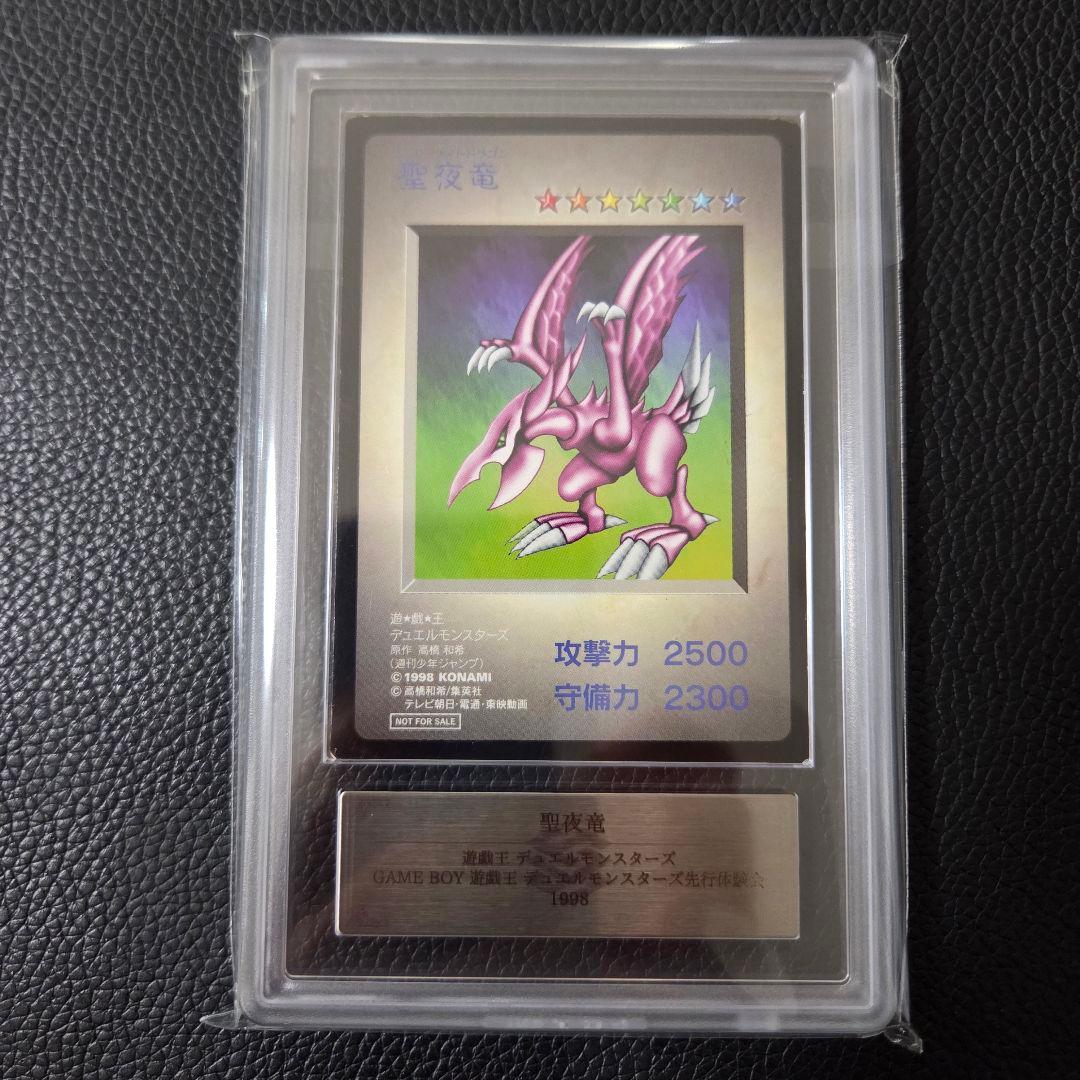 聖夜竜
遊★戯★王
デュエルモンスターズ
原作 高橋 和希
(週刊少年ジャンプ)
© 1998 KONAMI
© 高橋和希/集英社
テレビ朝日・電通・東映動画
NOT FOR SALE
攻撃力 2500
守備力 2300
聖夜竜
遊戯王 デュエルモンスターズ
GAME BOY 遊戯王 デュエルモンスターズ先行体験会
1998